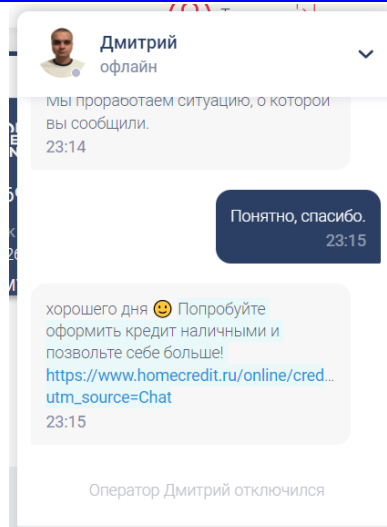 Дмитрий
офлайн
Мы проработаем ситуацию, о которой
вы сообщили.
23:14
Понятно, спасибо.
23:15
хорошего дня 🙂 Попробуйте
оформить кредит наличными и
позвольте себе больше!
https://www.homecredit.ru/online/cred...
utm_source=Chat
23:15
Оператор Дмитрий отключился